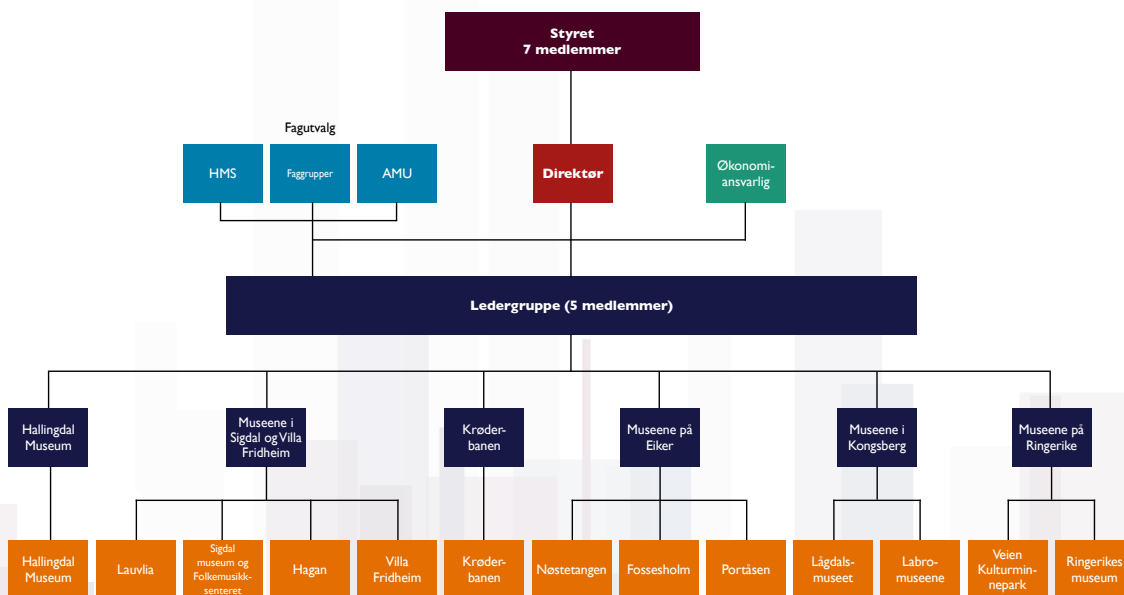 Styret
7 medlemmer
Fagutvalg
HMS
Faggrupper
AMU
Direktør
Økonomi-
ansvarlig
Ledergruppe (5 medlemmer)
Hallingdal
Museum
Museene i
Sigdal og Villa
Fridheim
Krøder-
banen
Museene på
Eiker
Museene i
Kongsberg
Museene på
Ringerike
Hallingdal
Museum
Lauvlia
Sigdal
museum og
Folkemusikk-
senteret
Hagan
Villa
Fridheim
Krøder-
banen
Nøstetangen
Fossesholm
Portåsen
Lågdals-
museet
Labro-
museene
Veien
Kulturmin-
nepark
Ringerikes
museum